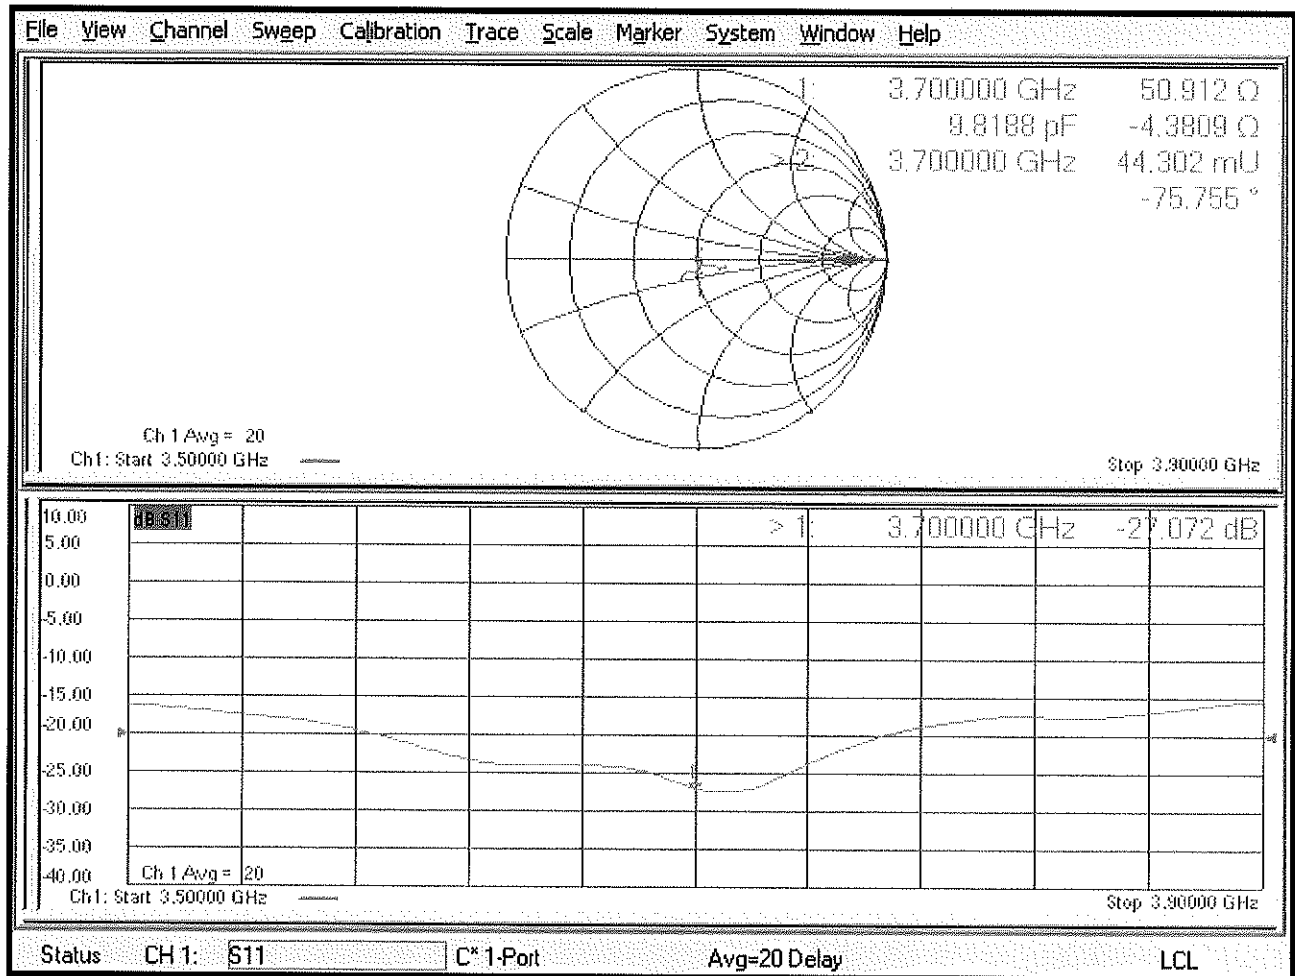 File View Channel Sweep Calibration Trace Scale Marker System Window Help
1: 3.700000 GHz 50.912 Ω
9.8188 pF -4.3809 Ω
> 2: 3.700000 GHz 44.302 mU
-75.755 °
Ch 1 Avg = 20
Ch1: Start 3.50000 GHz
Stop 3.90000 GHz
10.00
dB S11
> 1: 3.700000 GHz -27.072 dB
5.00
0.00
-5.00
-10.00
-15.00
-20.00
-25.00
-30.00
-35.00
-40.00
Ch 1 Avg = 20
Ch1: Start 3.50000 GHz
Stop 3.90000 GHz
Status CH 1: S11 C* 1-Port Avg=20 Delay LCL